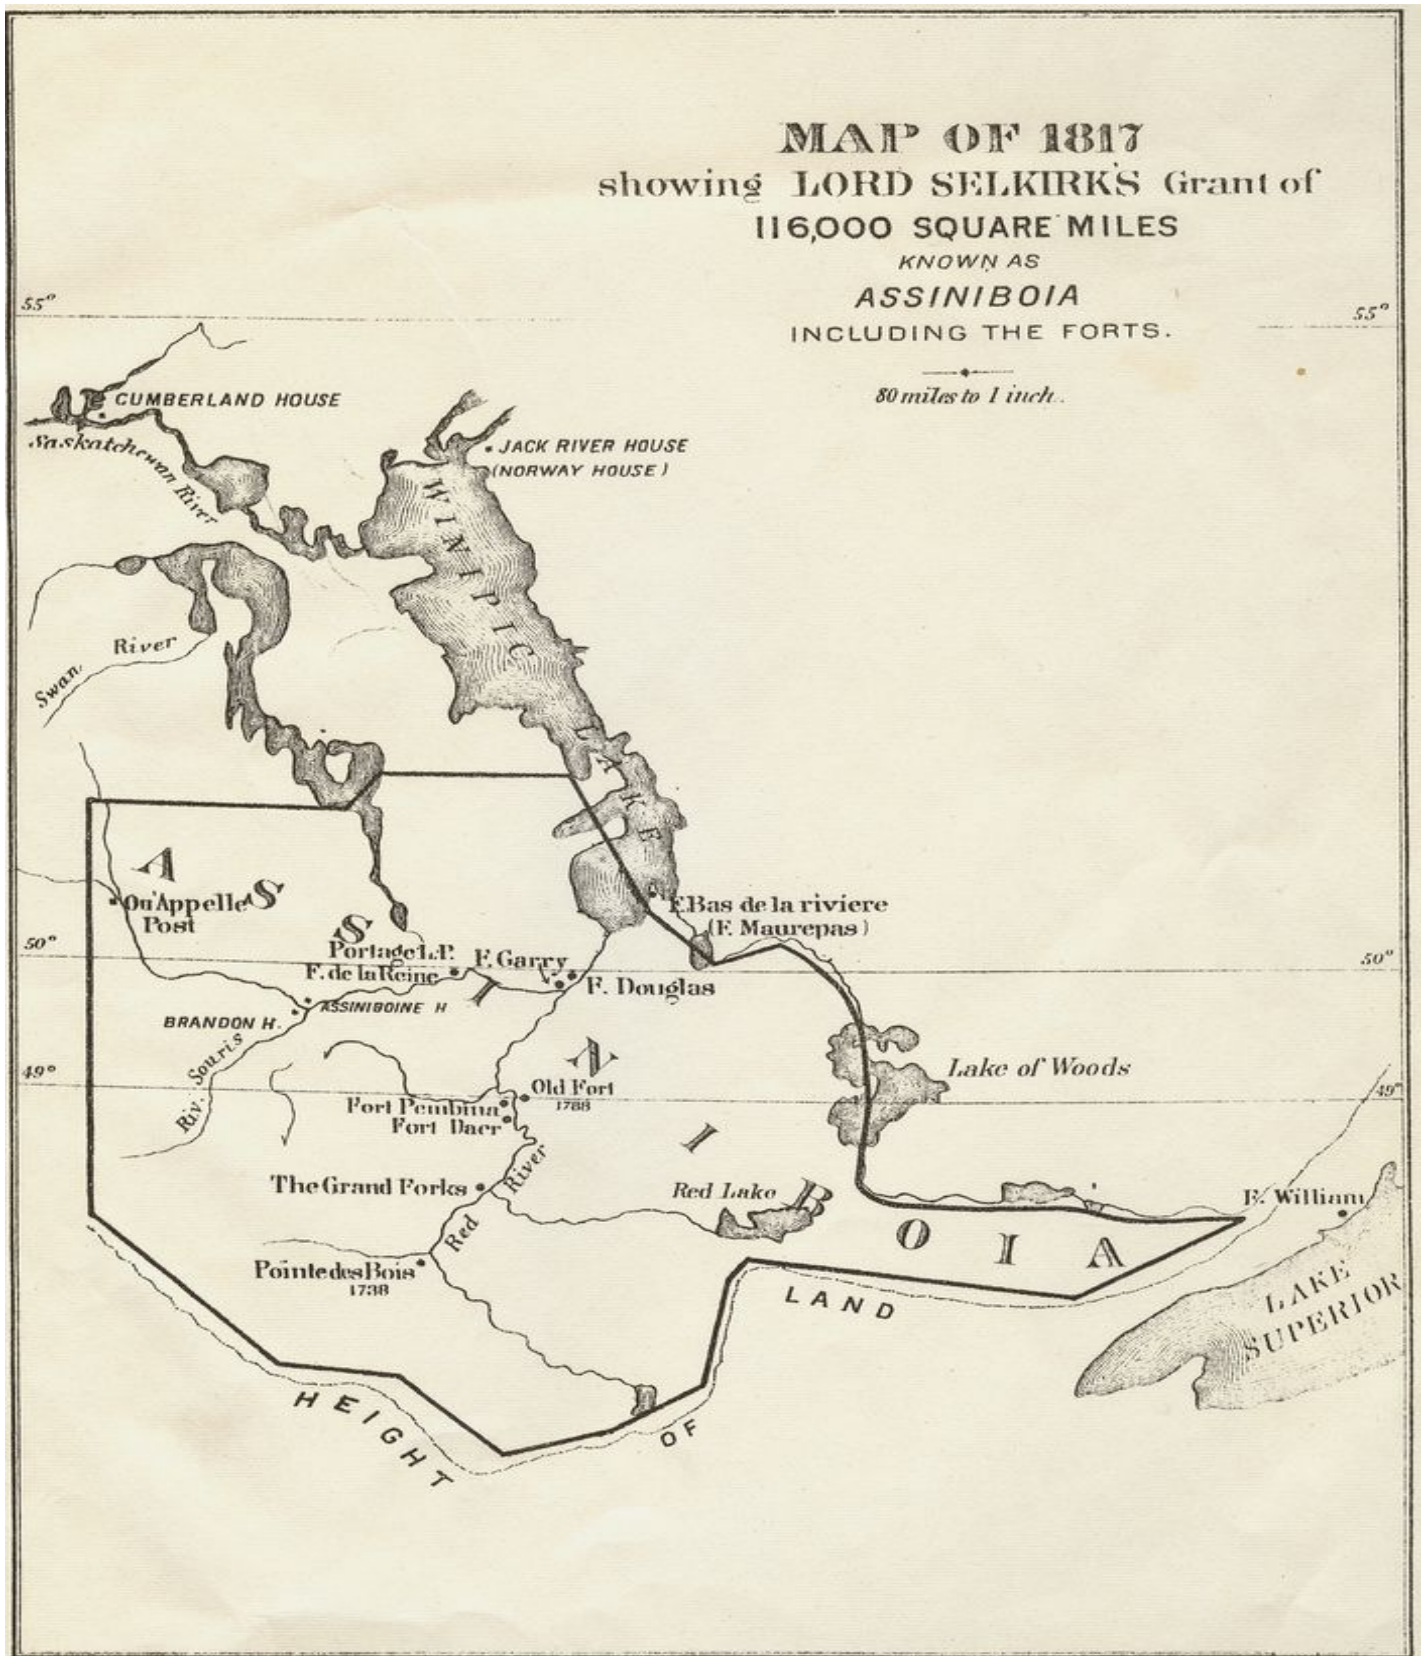 MAP OF 1817
showing LORD SELKIRK'S Grant of
116,000 SQUARE MILES
KNOWN AS
ASSINIBOIA
INCLUDING THE FORTS.
80 miles to 1 inch.
55°
55°
CUMBERLAND HOUSE
Saskatchewan River
JACK RIVER HOUSE
(NORWAY HOUSE)
WINIPIC LAKE
Swan River
ASSINIBOIA
Qu'Appelle
Post
F. Bas de la riviere
(F. Maurepas)
50°
50°
Portage L.P.
F. de la Reine
F. Garry
F. Douglas
ASSINIBOINE H
BRANDON H.
Riv. Souris
Lake of Woods
49°
49°
Old Fort
1788
Fort Pembina
Fort Daer
The Grand Forks
Red River
Red Lake
F. William
Pointe des Bois
1738
LAKE
SUPERIOR
HEIGHT OF LAND